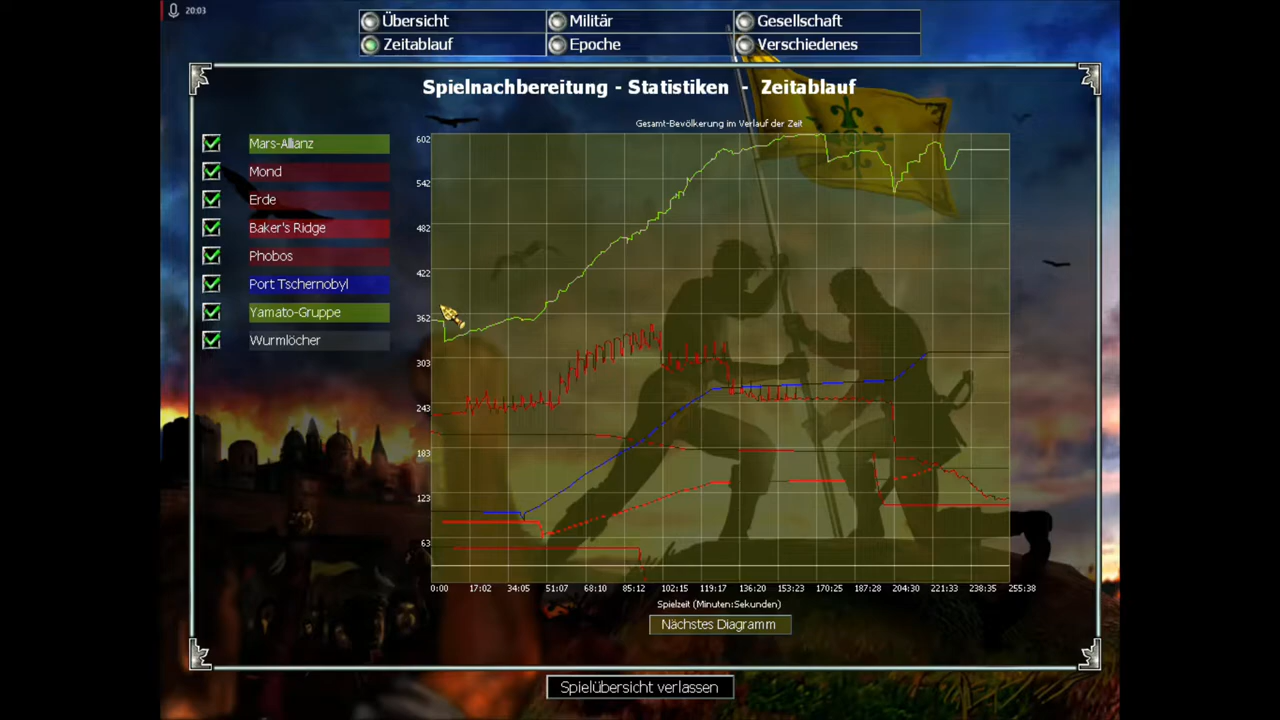 20:03
Übersicht
Militär
Gesellschaft
Zeitablauf
Epoche
Verschiedenes
Spielnachbereitung - Statistiken - Zeitablauf
Gesamt-Bevölkerung im Verlauf der Zeit
Mars-Allianz
Mond
Erde
Baker's Ridge
Phobos
Port Tschernobyl
Yamato-Gruppe
Wurmlöcher
602
542
482
422
362
303
243
183
123
63
0:00 17:02 34:05 51:07 68:10 85:12 102:15 119:17 136:20 153:23 170:25 187:28 204:30 221:33 238:35 255:38
Spielzeit (Minuten:Sekunden)
Nächstes Diagramm
Spielübersicht verlassen